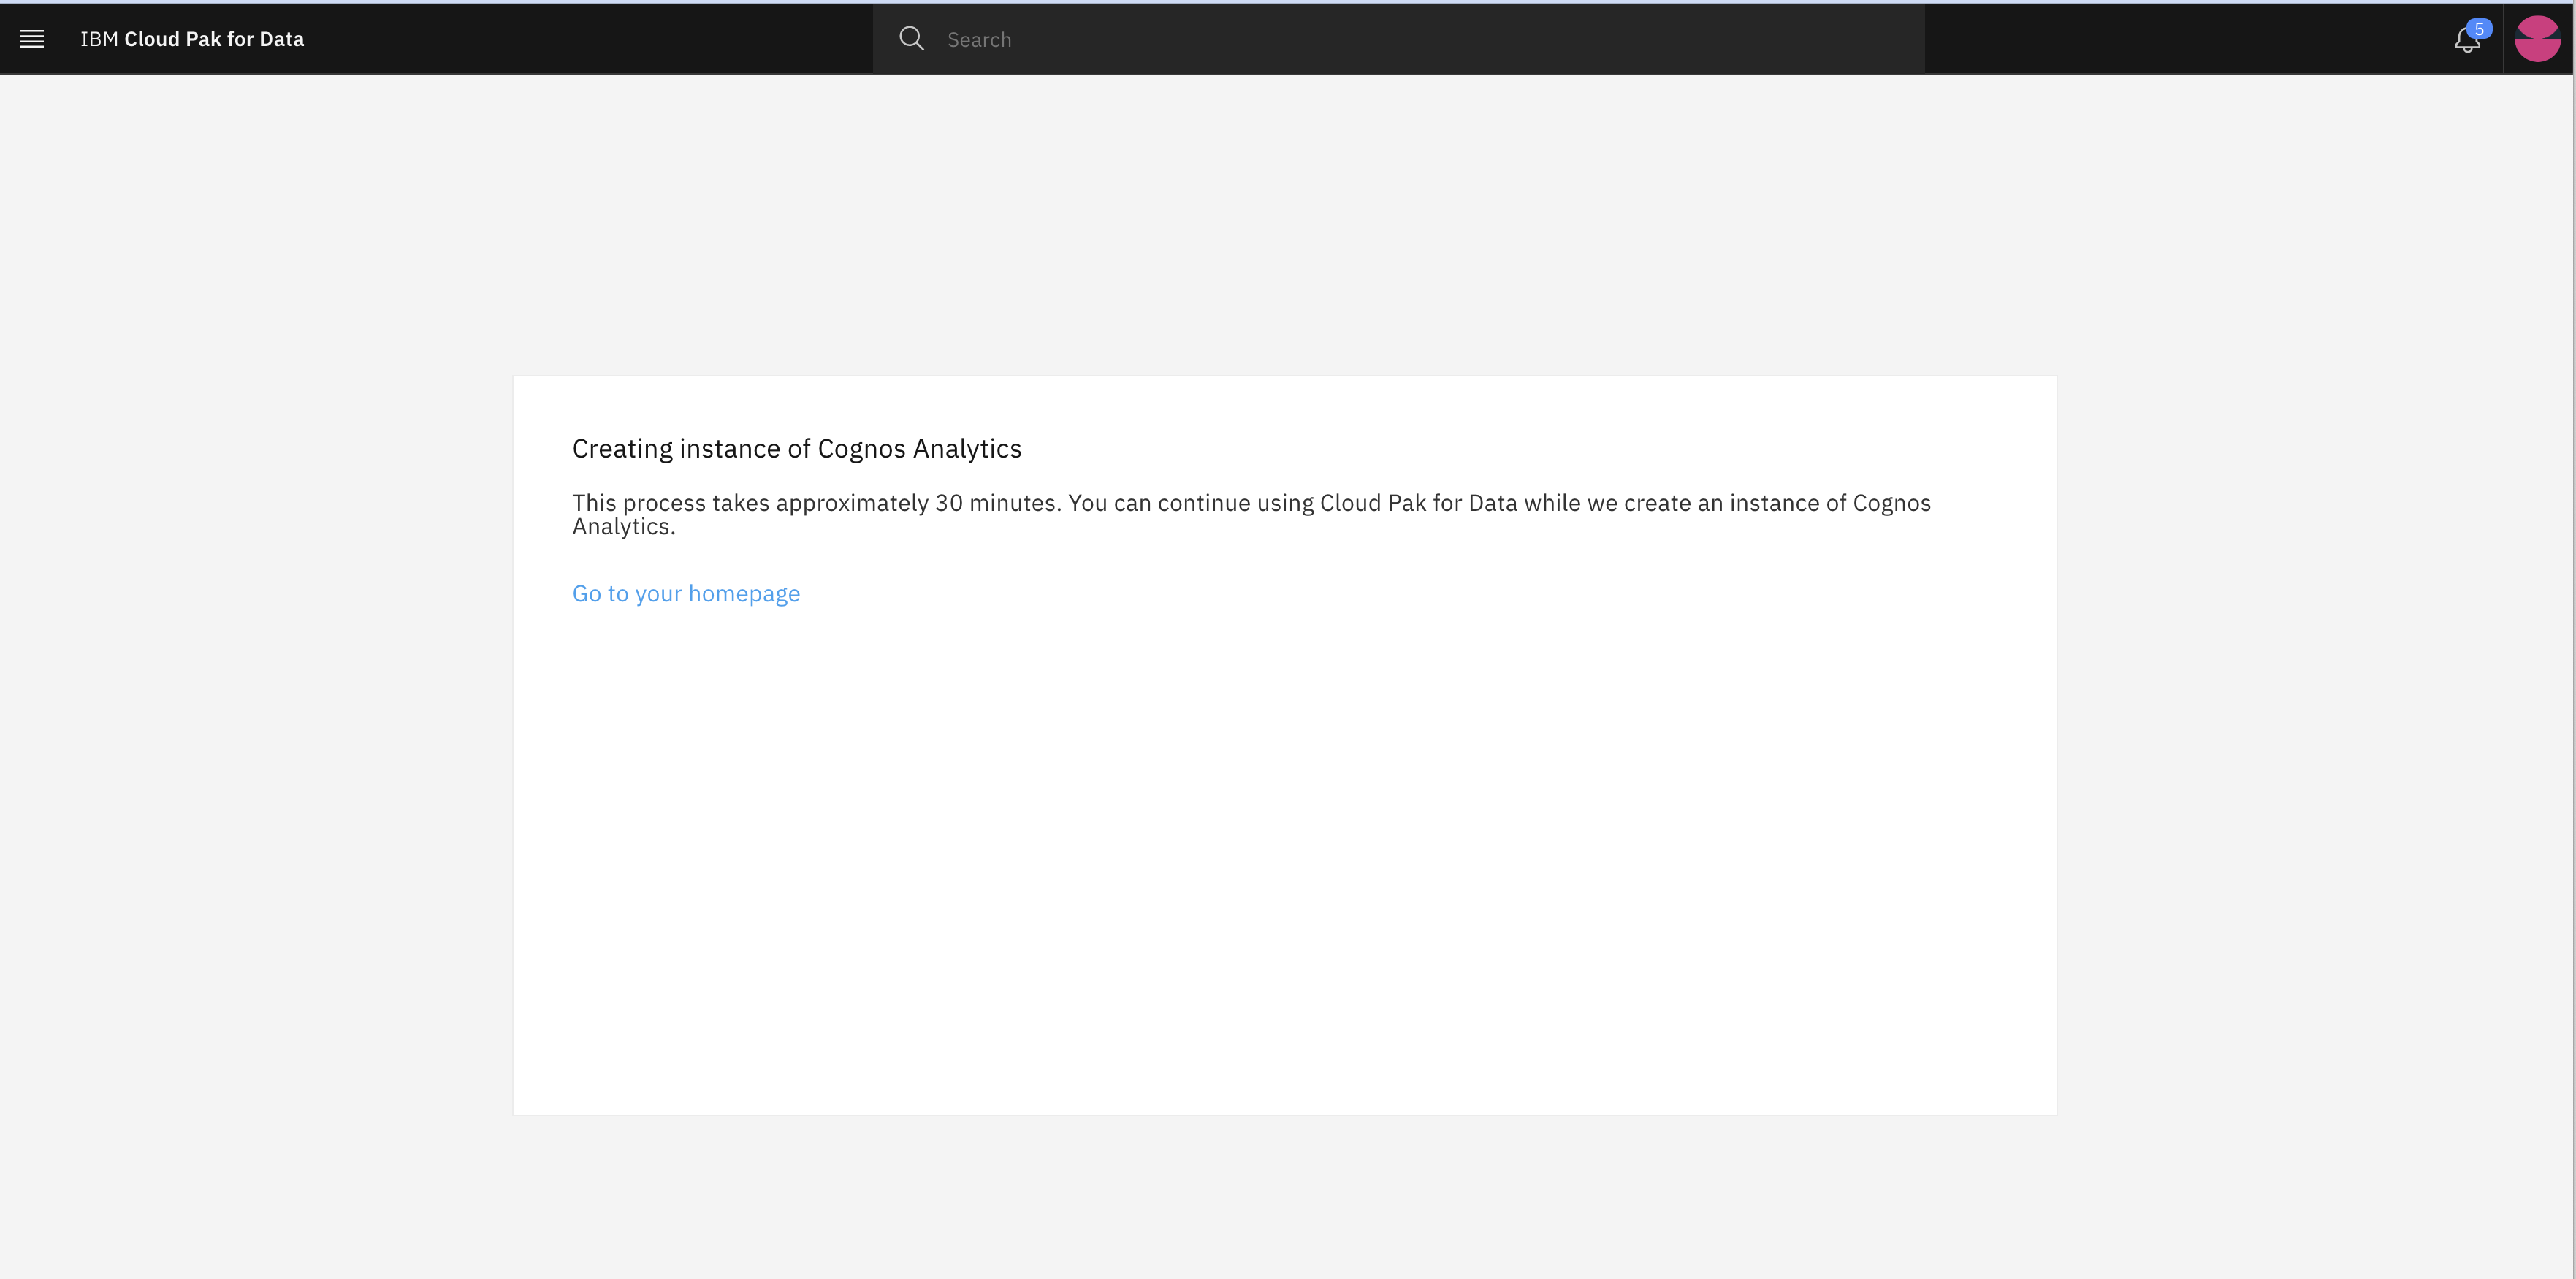 IBM Cloud Pak for Data
Search
5
Creating instance of Cognos Analytics
This process takes approximately 30 minutes. You can continue using Cloud Pak for Data while we create an instance of Cognos
Analytics.
Go to your homepage